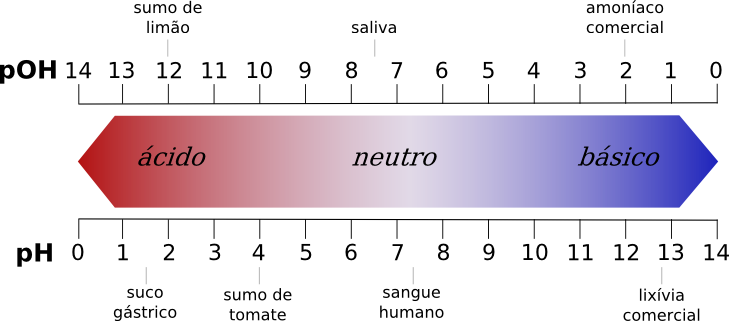 sumo de
limão
saliva
amoníaco
comercial
pOH 14 13 12 11 10 9 8 7 6 5 4 3 2 1 0
ácido neutro básico
pH 0 1 2 3 4 5 6 7 8 9 10 11 12 13 14
suco
gástrico
sumo de
tomate
sangue
humano
lixívia
comercial